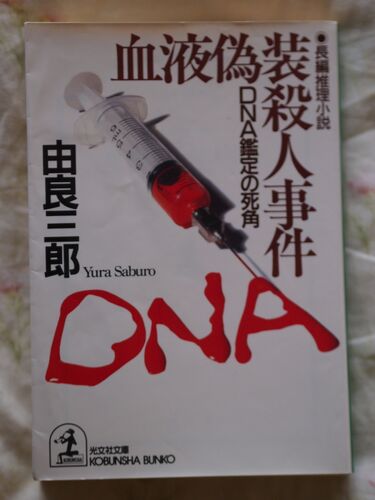 ●長編推理小説
血液偽装殺人事件
DNA鑑定の死角
由良三郎
Yura Saburo
DNA
光文社文庫
KOBUNSHA BUNKO